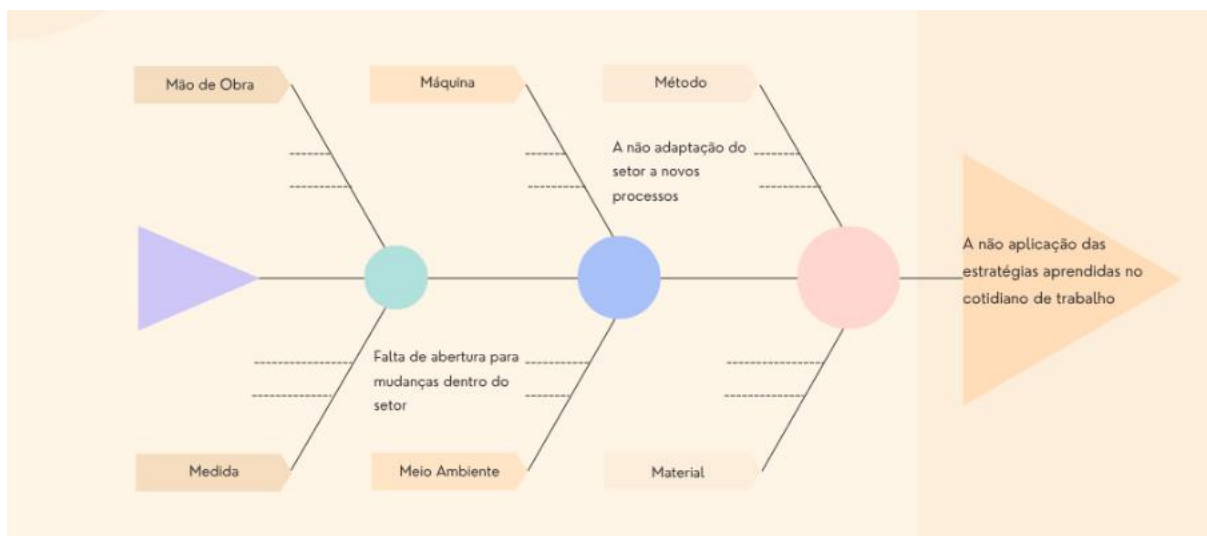 Mão de Obra
Máquina
Método
A não adaptação do
setor a novos
processos
A não aplicação das
estratégias aprendidas no
cotidiano de trabalho
Falta de abertura para
mudanças dentro do
setor
Medida
Meio Ambiente
Material